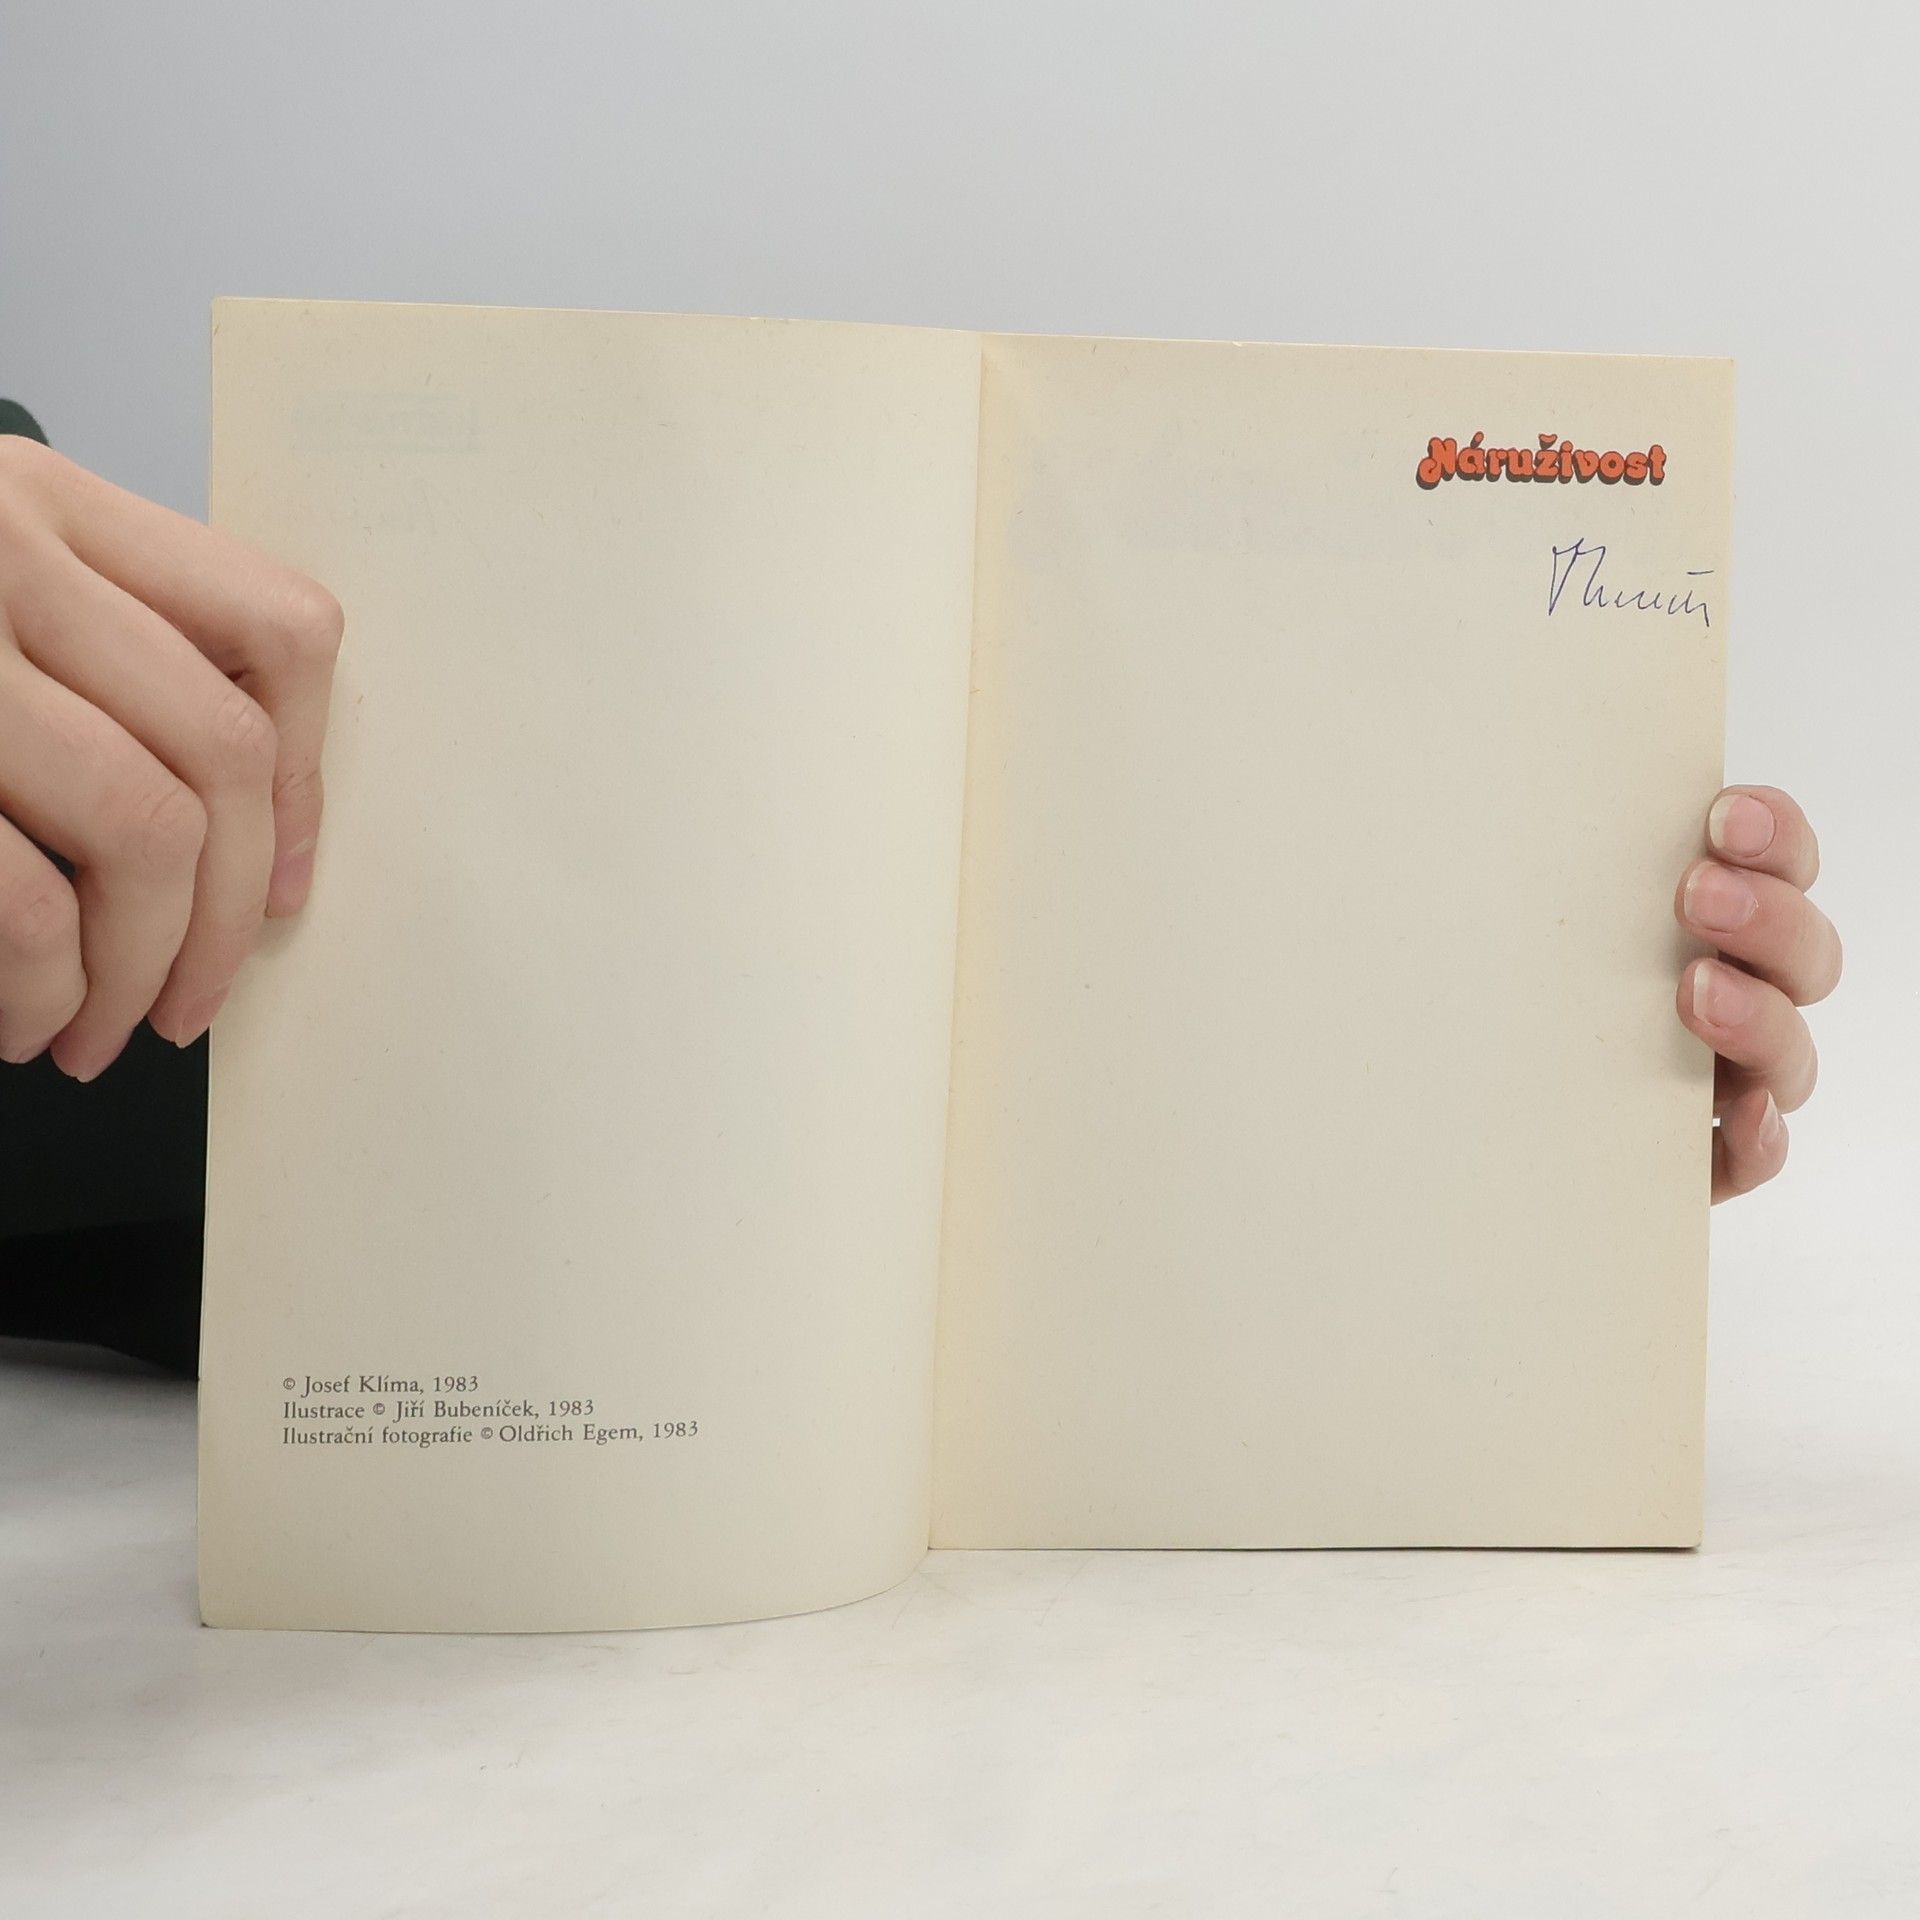 © Josef Klíma, 1983
Ilustrace © Jiří Bubeníček, 1983
Ilustrační fotografie © Oldřich Egem, 1983
Náruživost